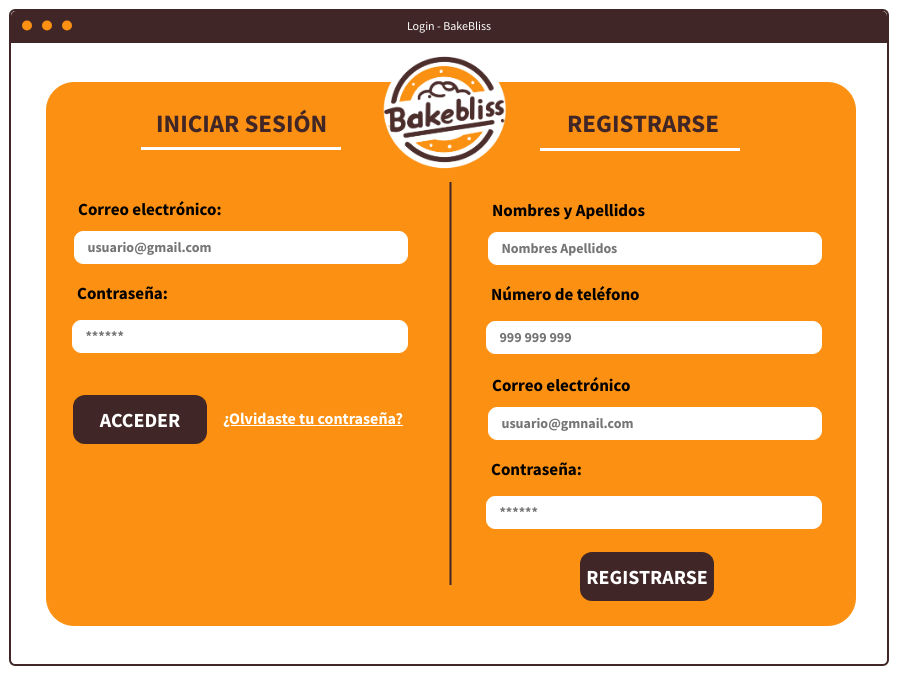 Login - BakeBliss
Bakebliss
INICIAR SESIÓN
Correo electrónico:
usuario@gmail.com
Contraseña:
******
ACCEDER
¿Olvidaste tu contraseña?
REGISTRARSE
Nombres y Apellidos
Nombres Apellidos
Número de teléfono
999 999 999
Correo electrónico
usuario@gmnail.com
Contraseña:
******
REGISTRARSE